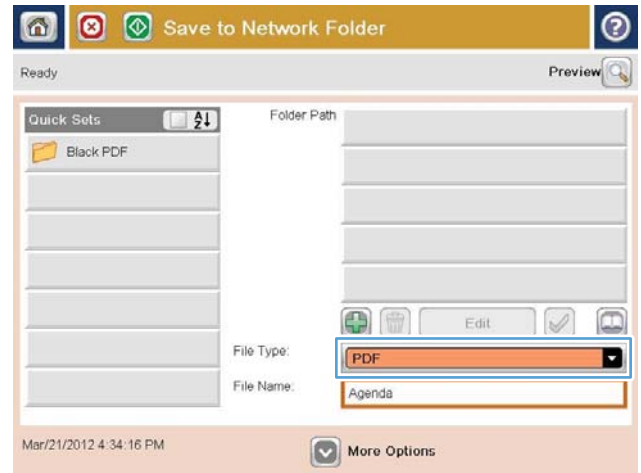 Save to Network Folder
Ready
Preview
Quick Sets
Folder Path
Black PDF
Edit
File Type:
PDF
File Name:
Agenda
Mar/21/2012 4:34:16 PM
More Options